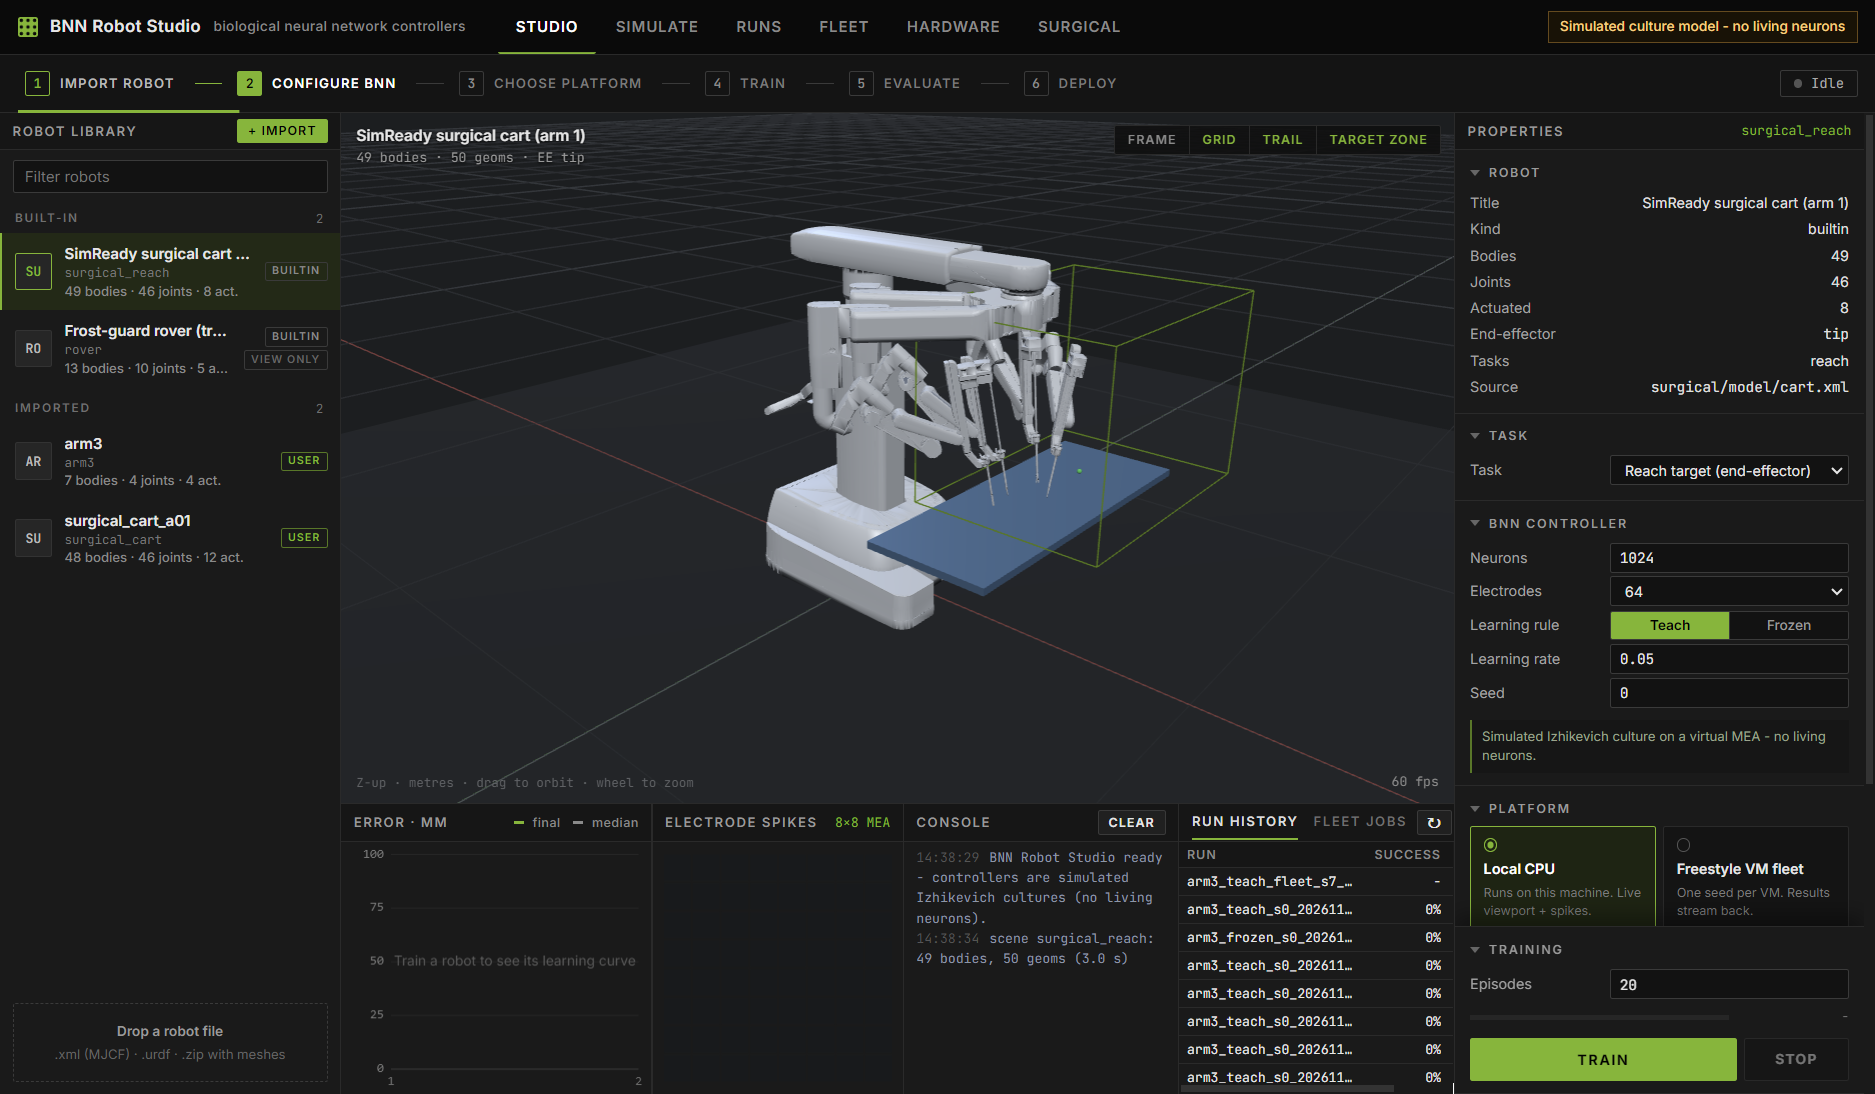 BNN Robot Studio biological neural network controllers
STUDIO SIMULATE RUNS FLEET HARDWARE SURGICAL
Simulated culture model - no living neurons
1 IMPORT ROBOT 2 CONFIGURE BNN 3 CHOOSE PLATFORM 4 TRAIN 5 EVALUATE 6 DEPLOY
Idle
ROBOT LIBRARY + IMPORT
Filter robots
BUILT-IN 2
SU
SimReady surgical cart ...
surgical_reach
49 bodies · 46 joints · 8 act.
BUILTIN
RO
Frost-guard rover (tr...
rover
13 bodies · 10 joints · 5 a...
BUILTIN
VIEW ONLY
IMPORTED 2
AR
arm3
arm3
7 bodies · 4 joints · 4 act.
USER
SU
surgical_cart_a01
surgical_cart
48 bodies · 46 joints · 12 act.
USER
Drop a robot file
.xml (MJCF) · .urdf · .zip with meshes
SimReady surgical cart (arm 1)
49 bodies · 50 geoms · EE tip
FRAME GRID TRAIL TARGET ZONE
Z-up · metres · drag to orbit · wheel to zoom
60 fps
ERROR · MM
final median
100
75
50
25
0
1 2
Train a robot to see its learning curve
ELECTRODE SPIKES 8×8 MEA
CONSOLE CLEAR
14:38:29 BNN Robot Studio ready
- controllers are simulated
Izhikevich cultures (no living
neurons).
14:38:34 scene surgical_reach:
49 bodies, 50 geoms (3.0 s)
RUN HISTORY FLEET JOBS ↻
RUN SUCCESS
arm3_teach_fleet_s7_… -
arm3_teach_s0_202611… 0%
arm3_frozen_s0_20261… 0%
arm3_teach_s0_202611… 0%
arm3_teach_s0_202611… 0%
arm3_teach_s0_202611… 0%
arm3_teach_s0_202611… 0%
arm3_teach_s0_202611… 0%
PROPERTIES surgical_reach
ROBOT
Title SimReady surgical cart (arm 1)
Kind builtin
Bodies 49
Joints 46
Actuated 8
End-effector tip
Tasks reach
Source surgical/model/cart.xml
TASK
Task Reach target (end-effector)
BNN CONTROLLER
Neurons 1024
Electrodes 64
Learning rule Teach Frozen
Learning rate 0.05
Seed 0
Simulated Izhikevich culture on a virtual MEA - no living
neurons.
PLATFORM
Local CPU
Runs on this machine. Live
viewport + spikes.
Freestyle VM fleet
One seed per VM. Results
stream back.
TRAINING
Episodes 20
-
TRAIN STOP